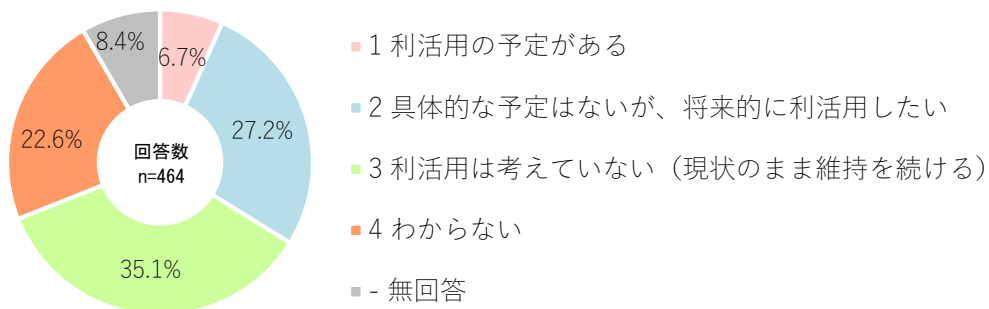 8.4%
6.7%
27.2%
22.6%
35.1%
回答数
n=464
1 利活用の予定がある
2 具体的な予定はないが、将来的に利活用したい
3 利活用は考えていない（現状のまま維持を続ける）
4 わからない
- 無回答